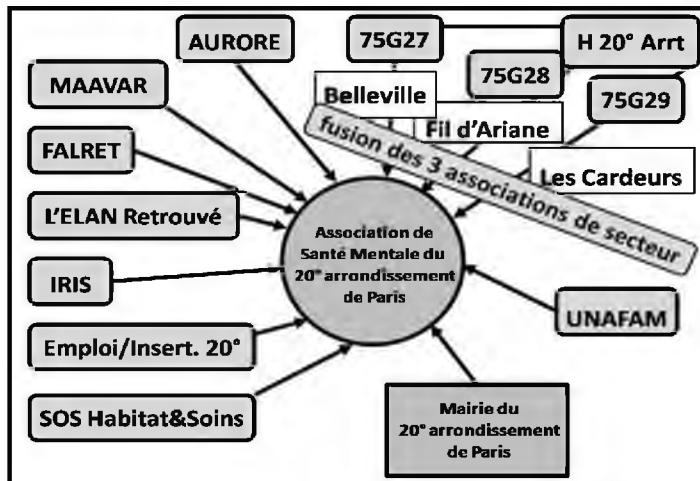 AURORE
75G27
H 20° Arrt
MAAVAR
75G28
75G29
Belleville
Fil d'Ariane
Les Cardeurs
fusion des 3 associations de secteur
FALRET
L'ELAN Retrouvé
IRIS
Emploi/Insert. 20°
SOS Habitat&Soins
Association de
Santé Mentale du
20° arrondissement
de Paris
UNAFAM
Mairie du
20° arrondissement
de Paris